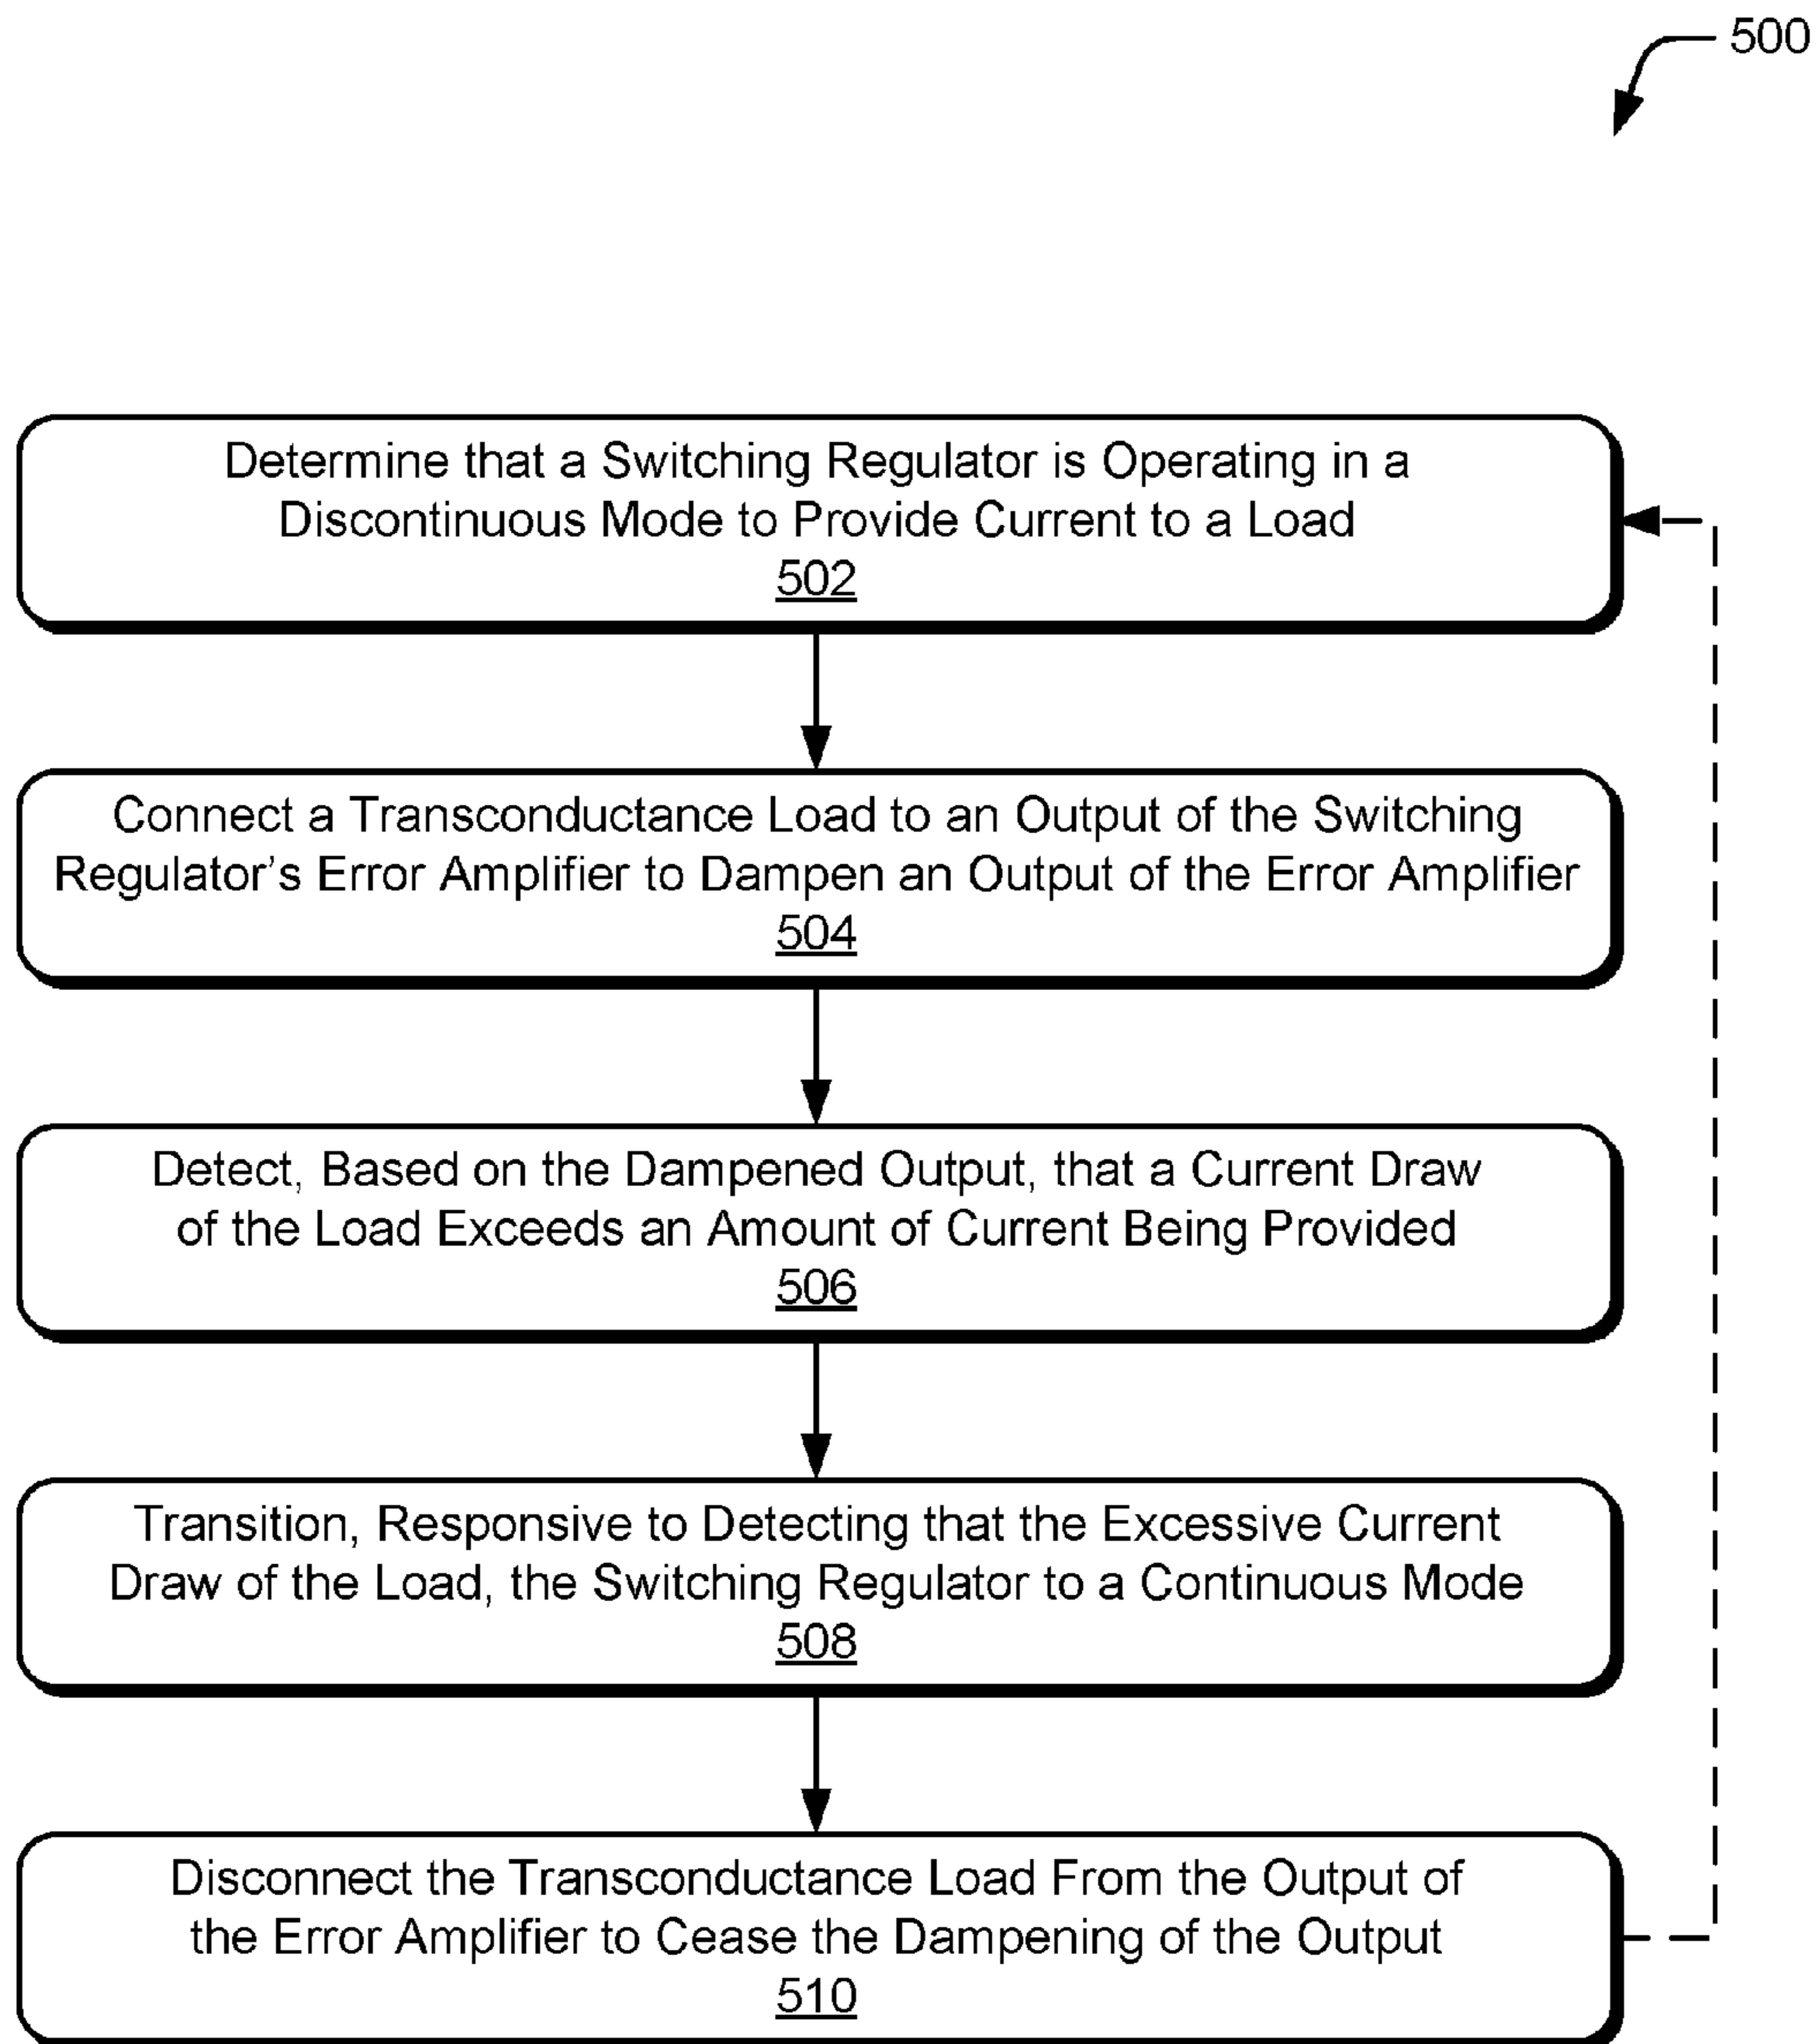 500
Determine that a Switching Regulator is Operating in a
Discontinuous Mode to Provide Current to a Load
502
Connect a Transconductance Load to an Output of the Switching
Regulator's Error Amplifier to Dampen an Output of the Error Amplifier
504
Detect, Based on the Dampened Output, that a Current Draw
of the Load Exceeds an Amount of Current Being Provided
506
Transition, Responsive to Detecting that the Excessive Current
Draw of the Load, the Switching Regulator to a Continuous Mode
508
Disconnect the Transconductance Load From the Output of
the Error Amplifier to Cease the Dampening of the Output
510